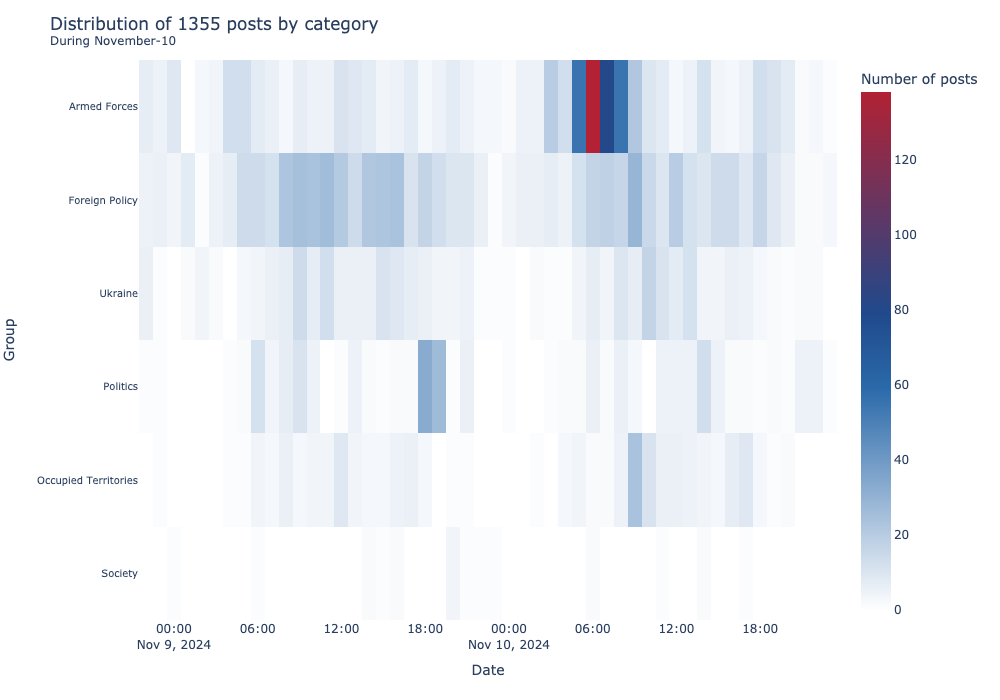 Distribution of 1355 posts by category
During November-10
Number of posts
Group
Armed Forces
Foreign Policy
Ukraine
Politics
Occupied Territories
Society
120
100
80
60
40
20
0
00:00 06:00 12:00 18:00 00:00 06:00 12:00 18:00
Nov 9, 2024 Nov 10, 2024
Date